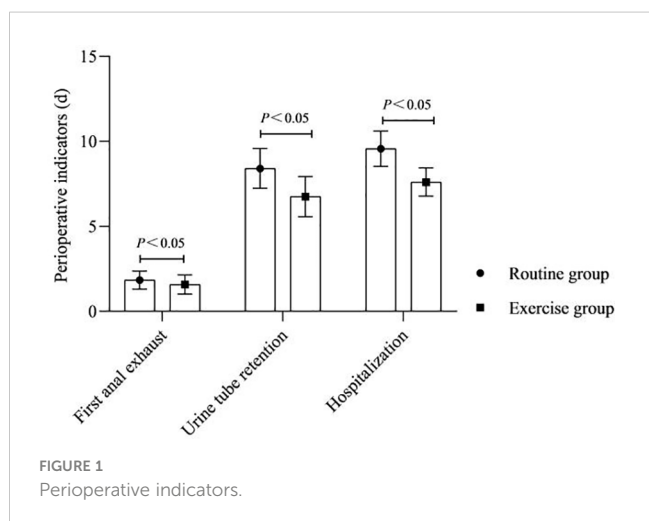 15
10
5
0
Perioperative indicators (d)
P<0.05
P<0.05
P<0.05
First anal exhaust
Urine tube retention
Hospitalization
Routine group
Exercise group
FIGURE 1
Perioperative indicators.